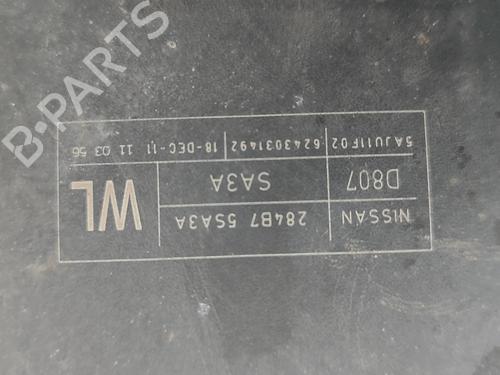 B-PARTS
NISSAN 284B7 5SA3A
D807 SA3A WL
5AJU11F02 6243031492 18-DEC-11 11 03 56